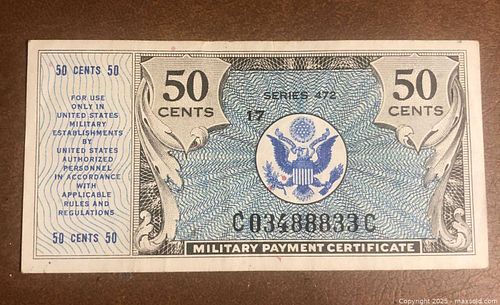 50 CENTS 50
FOR USE
ONLY IN
UNITED STATES
MILITARY
ESTABLISHMENTS
BY
UNITED STATES
AUTHORIZED
PERSONNEL
IN ACCORDANCE
WITH
APPLICABLE
RULES AND
REGULATIONS
50 CENTS 50
50
CENTS
SERIES 472
17
50
CENTS
C03488833C
MILITARY PAYMENT CERTIFICATE
Copyright 2025 - maxsold.com